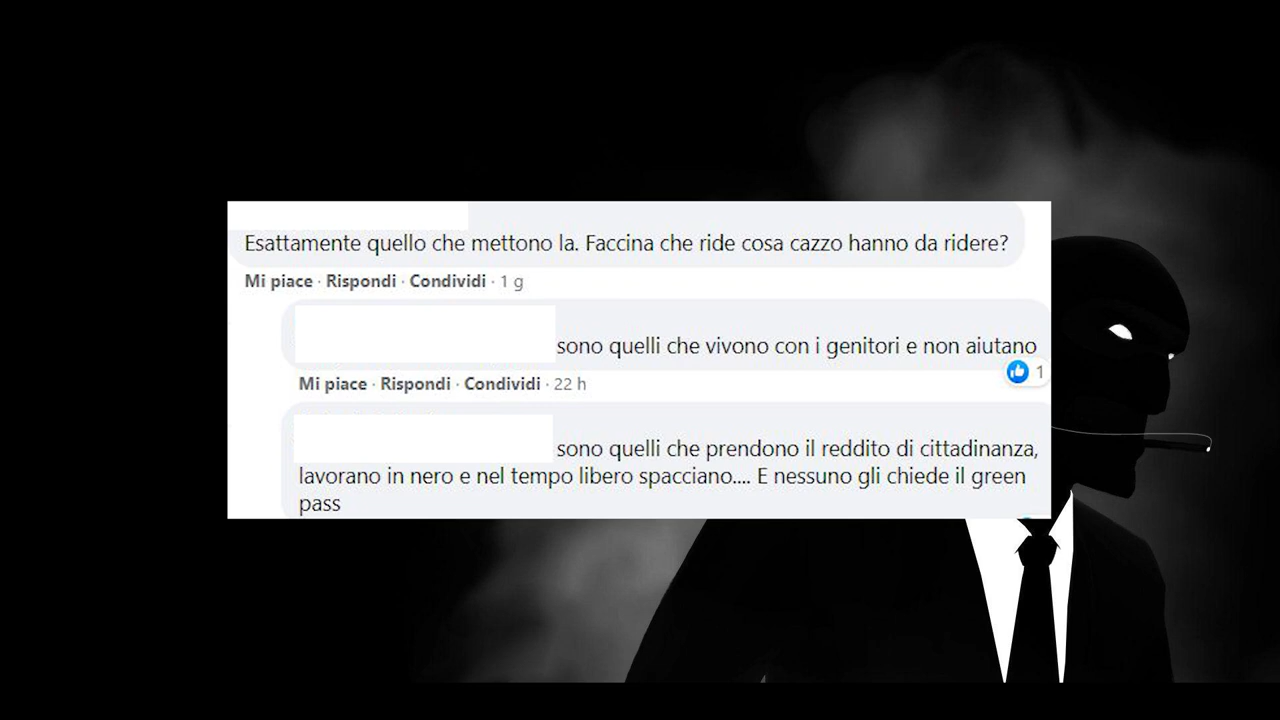 Esattamente quello che mettono la. Faccina che ride cosa cazzo hanno da ridere?
Mi piace · Rispondi · Condividi · 1 g
sono quelli che vivono con i genitori e non aiutano
1
Mi piace · Rispondi · Condividi · 22 h
sono quelli che prendono il reddito di cittadinanza,
lavorano in nero e nel tempo libero spacciano.... E nessuno gli chiede il green
pass